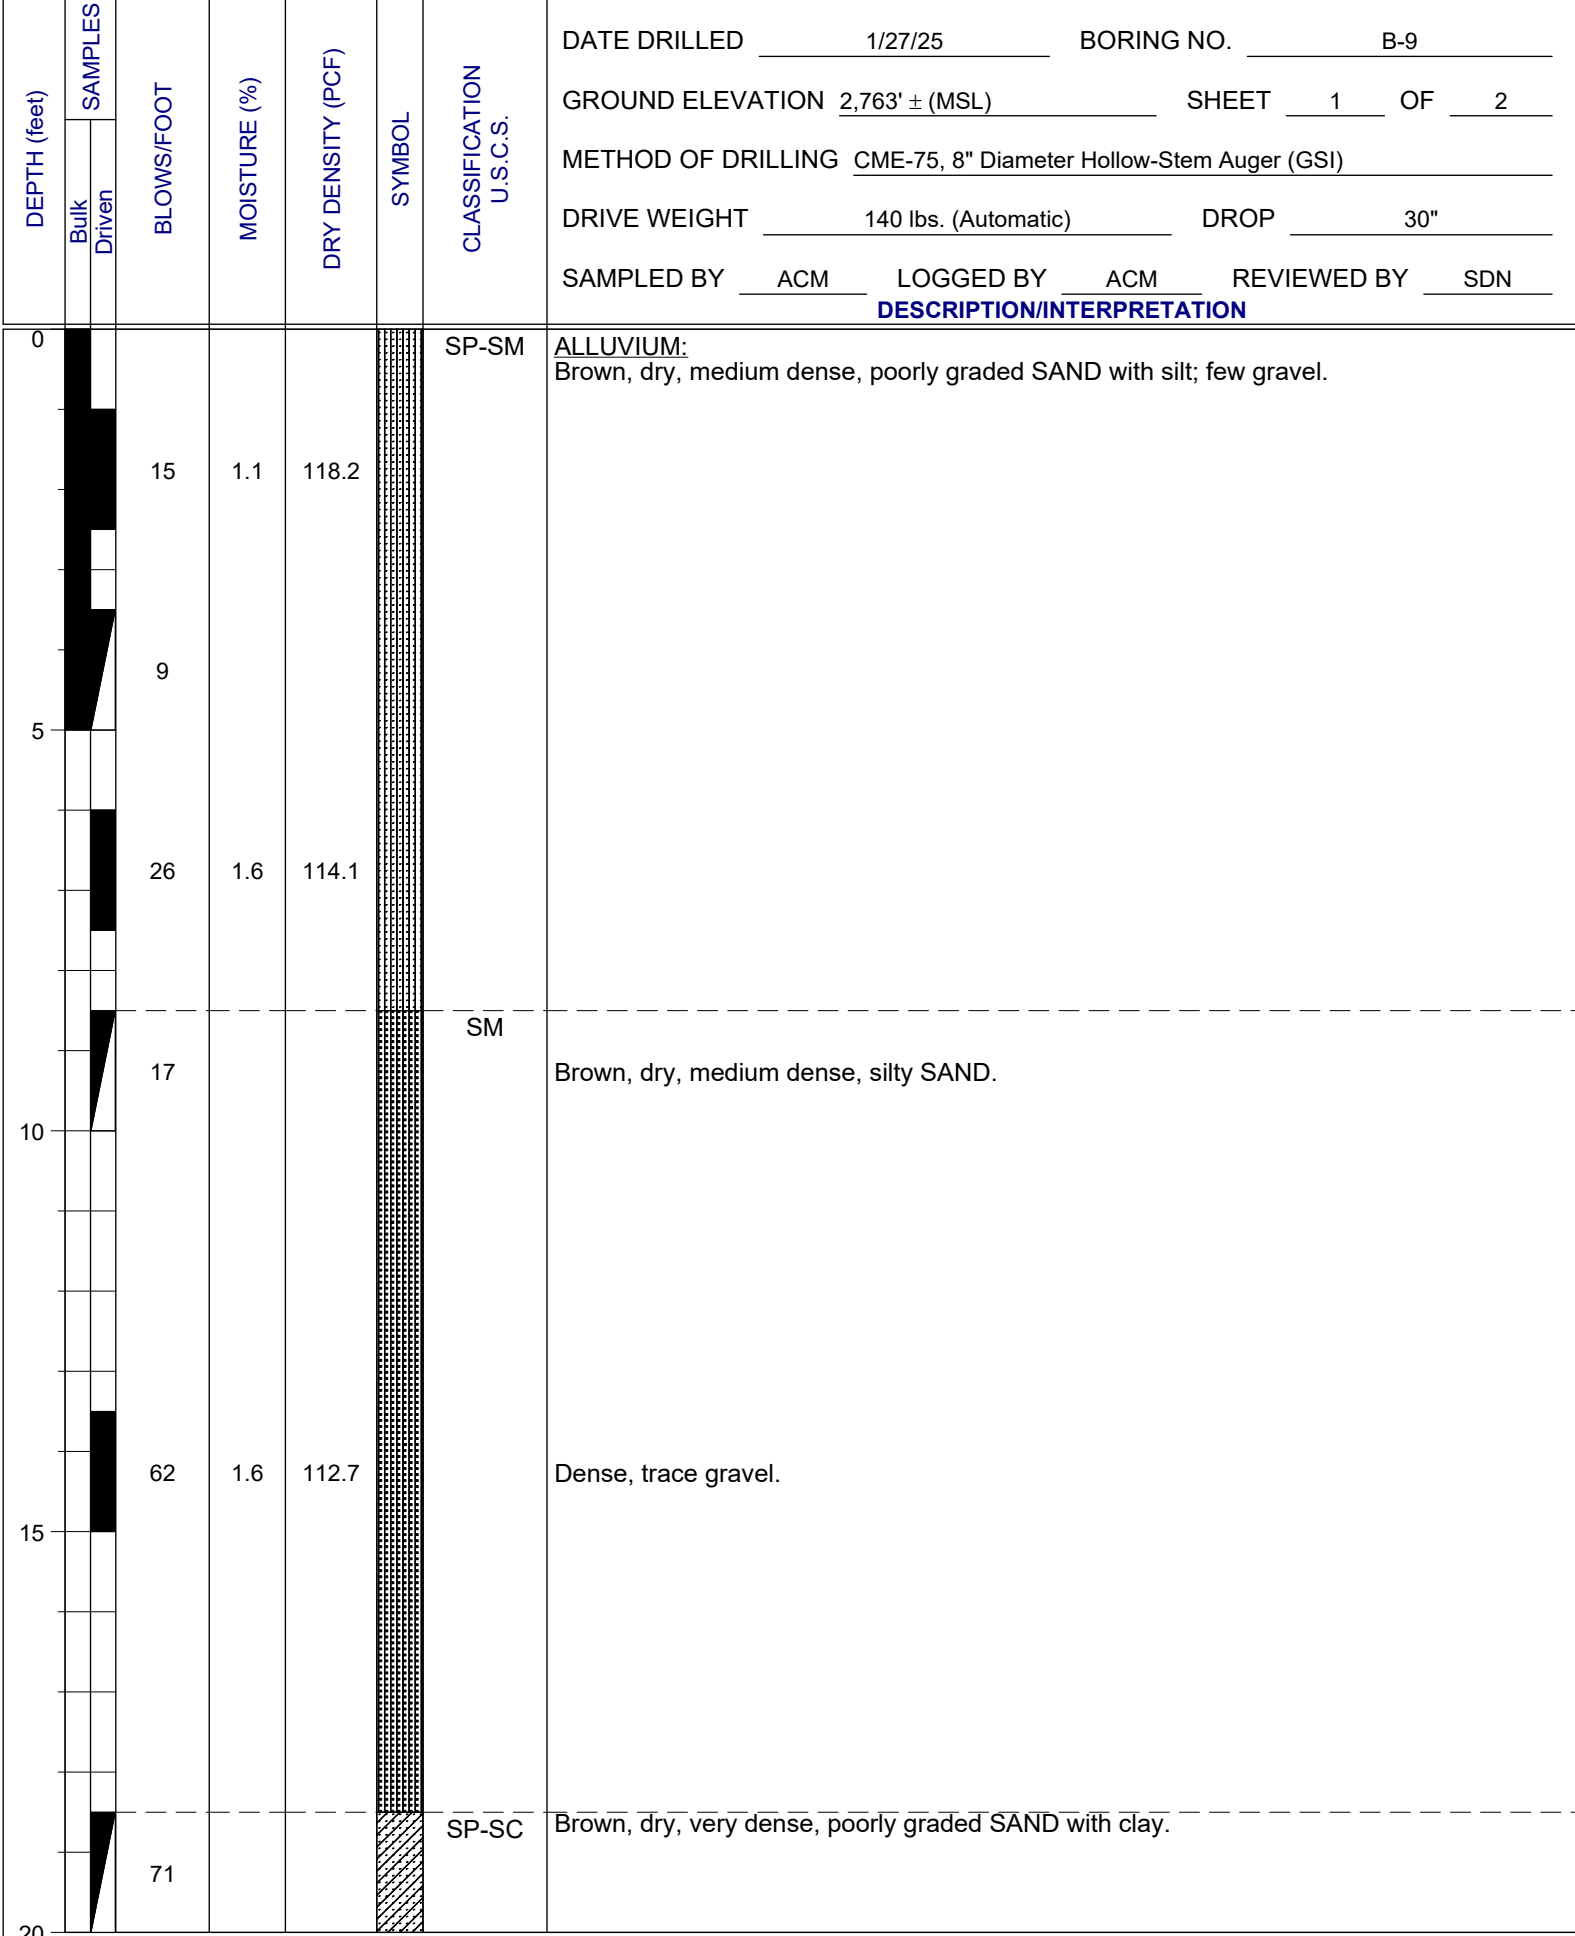 DEPTH (feet)
SAMPLES
Bulk
Driven
BLOWS/FOOT
MOISTURE (%)
DRY DENSITY (PCF)
SYMBOL
CLASSIFICATION
U.S.C.S.
DATE DRILLED 1/27/25 BORING NO. B-9
GROUND ELEVATION 2,763' ± (MSL) SHEET 1 OF 2
METHOD OF DRILLING CME-75, 8" Diameter Hollow-Stem Auger (GSI)
DRIVE WEIGHT 140 lbs. (Automatic) DROP 30"
SAMPLED BY ACM LOGGED BY ACM REVIEWED BY SDN
DESCRIPTION/INTERPRETATION
0 SP-SM ALLUVIUM:
Brown, dry, medium dense, poorly graded SAND with silt; few gravel.
15 1.1 118.2
9
5
26 1.6 114.1
SM
17 Brown, dry, medium dense, silty SAND.
10
62 1.6 112.7 Dense, trace gravel.
15
SP-SC Brown, dry, very dense, poorly graded SAND with clay.
71
20